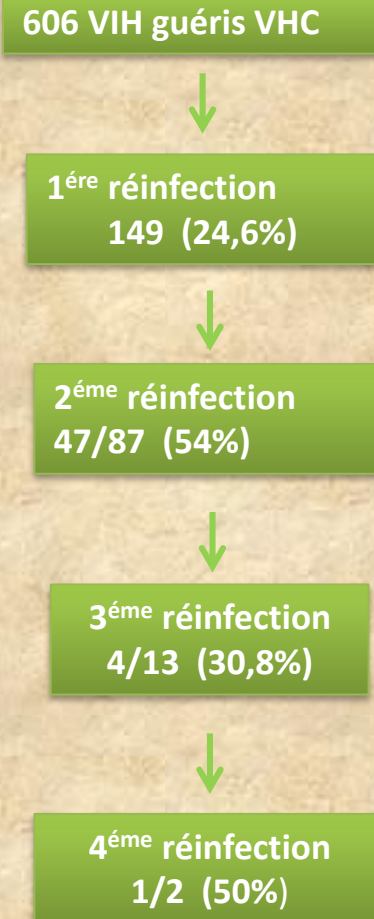 606 VIH guéris VHC
1ére réinfection
149 (24,6%)
2éme réinfection
47/87 (54%)
3éme réinfection
4/13 (30,8%)
4éme réinfection
1/2 (50%)